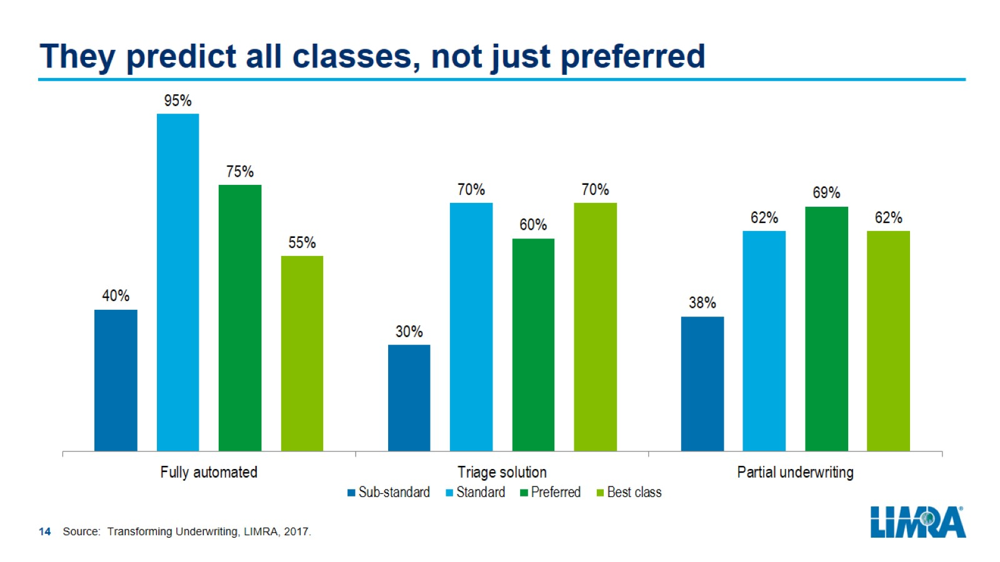 They predict all classes, not just preferred
95%
75%
55%
40%
70%
70%
60%
30%
69%
62%
62%
38%
Fully automated
Triage solution
Partial underwriting
Sub-standard
Standard
Preferred
Best class
14 Source: Transforming Underwriting, LIMRA, 2017.
LIMRA®